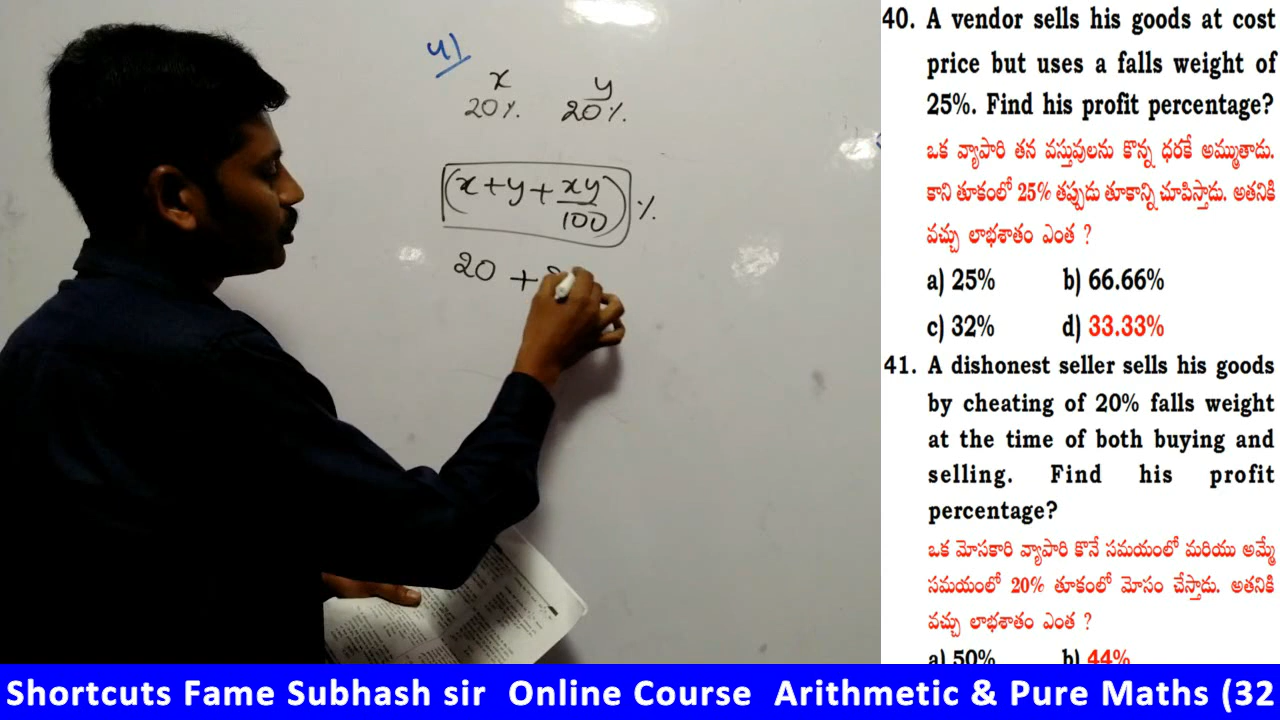 41)
x y
20%. 20%.
(x+y+xy/100)%.
20 +
40. A vendor sells his goods at cost
price but uses a falls weight of
25%. Find his profit percentage?
ఒక వ్యాపారి తన వస్తువులను కొన్న ధరకే అమ్ముతాడు.
కాని తూకంలో 25% తప్పుడు తూకాన్ని చూపిస్తాడు. అతనికి
వచ్చు లాభశాతం ఎంత ?
a) 25% b) 66.66%
c) 32% d) 33.33%
41. A dishonest seller sells his goods
by cheating of 20% falls weight
at the time of both buying and
selling. Find his profit
percentage?
ఒక మోసకారి వ్యాపారి కొనే సమయంలో మరియు అమ్మే
సమయంలో 20% తూకంలో మోసం చేస్తాడు. అతనికి
వచ్చు లాభశాతం ఎంత ?
a) 50% b) 44%
Shortcuts Fame Subhash sir Online Course Arithmetic & Pure Maths (32